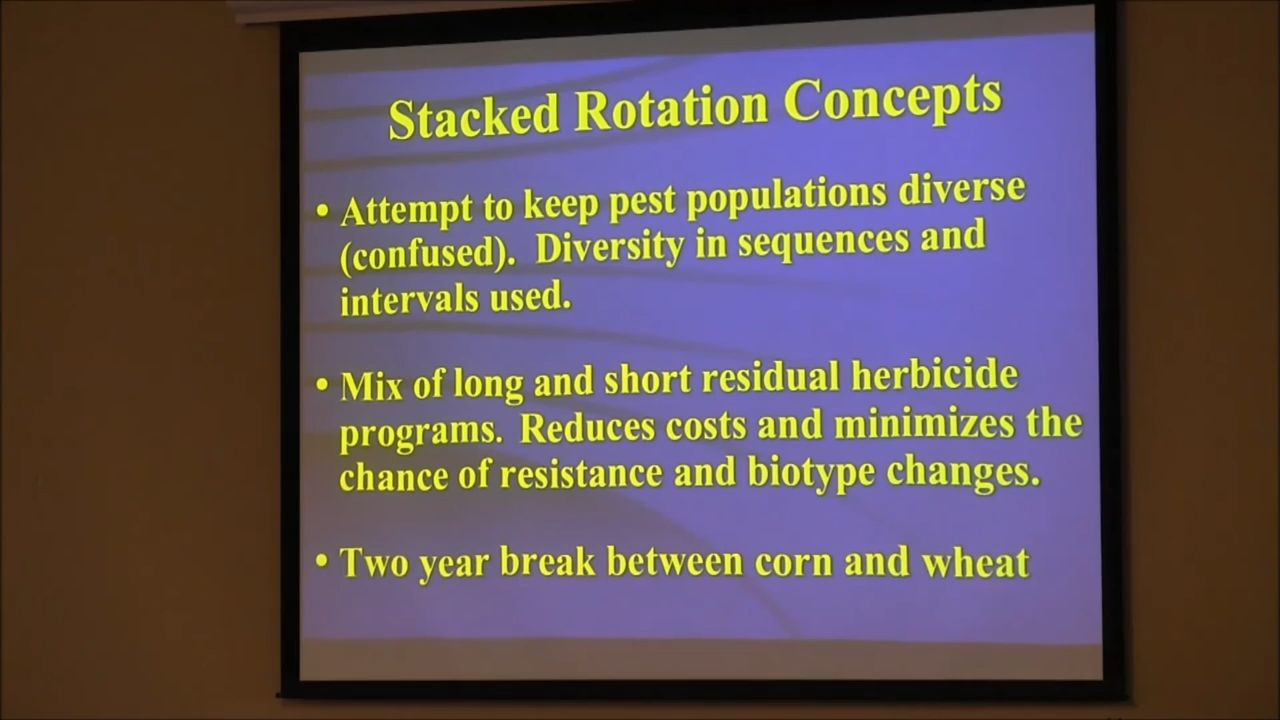 Stacked Rotation Concepts
• Attempt to keep pest populations diverse
(confused). Diversity in sequences and
intervals used.
• Mix of long and short residual herbicide
programs. Reduces costs and minimizes the
chance of resistance and biotype changes.
• Two year break between corn and wheat